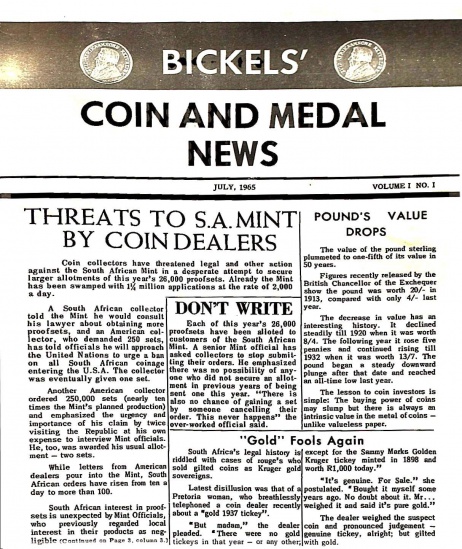 BICKELS'
COIN AND MEDAL
NEWS
JULY, 1965 VOLUME I NO. I
THREATS TO S.A. MINT
BY COIN DEALERS
Coin collectors have threatened legal and other action
against the South African Mint in a desperate attempt to secure
larger allotments of this year's 26,000 proofsets. Already the Mint
has been swamped with 1¼ million applications at the rate of 2,000
a day.
A South African collector
told the Mint he would consult
his lawyer about obtaining more
proofsets, and an American col-
lector, who demanded 250 sets,
has told officials he will approach
the United Nations to urge a ban
on all South African coinage
entering the U.S.A. The collector
was eventually given one set.
Another American collector
ordered 250,000 sets (nearly ten
times the Mint's planned production)
and emphasized the urgency and
importance of his claim by twice
visiting the Republic at his own
expense to interview Mint officials.
He, too, was awarded his usual allot-
ment — two sets.
While letters from American
dealers pour into the Mint, South
African orders have risen from ten a
day to more than 100.
South African interest in proof-
sets is unexpected by Mint Officials,
who previously regarded local
interest in their products as neg-
ligible (Continued on Page 3, column 3.)
DON'T WRITE
Each of this year's 26,000
proofsets have been alloted to
customers of the South African
Mint. A senior Mint official has
asked collectors to stop submit-
ting their orders. He emphasized
there was no possibility of any-
one who did not secure an allot-
ment in previous years of being
sent one this year. "There is
also no chance of gaining a set
by someone cancelling their
order. This never happens" the
over-worked official said.
POUND'S VALUE
DROPS
The value of the pound sterling
plummeted to one-fifth of its value in
50 years.
Figures recently released by the
British Chancellor of the Exchequer
show the pound was worth 20/- in
1913, compared with only 4/- last
year.
The decrease in value has an
interesting history. It declined
steadily till 1920 when it was worth
8/4. The following year it rose five
pennies and continued rising till
1932 when it was worth 13/7. The
pound began a steady downward
plunge after that date and reached
an all-time low last year.
The lesson to coin investors is
simple: The buying power of coins
may slump but there is always an
intrinsic value in the metal of coins —
unlike valueless paper.
"Gold" Fools Again
South Africa's legal history is
riddled with cases of rouge's who
sold gilted coins as Kruger gold
sovereigns.
Latest disillusion was that of a
Pretoria woman, who breathlessly
telephoned a coin dealer recently
about a "gold 1937 tickey".
"But madam," the dealer
pleaded. "There were no gold
tickeys in that year – or any other,
except for the Sammy Marks Golden
Kruger tickey minted in 1898 and
worth R1,000 today."
"It's genuine. For Sale." she
postulated. "Bought it myself some
years ago. No doubt about it. Mr...
weighed it and said it's pure gold."
The dealer weighed the suspect
coin and pronounced judgement —
genuine tickey, alright; but gilted
with gold.